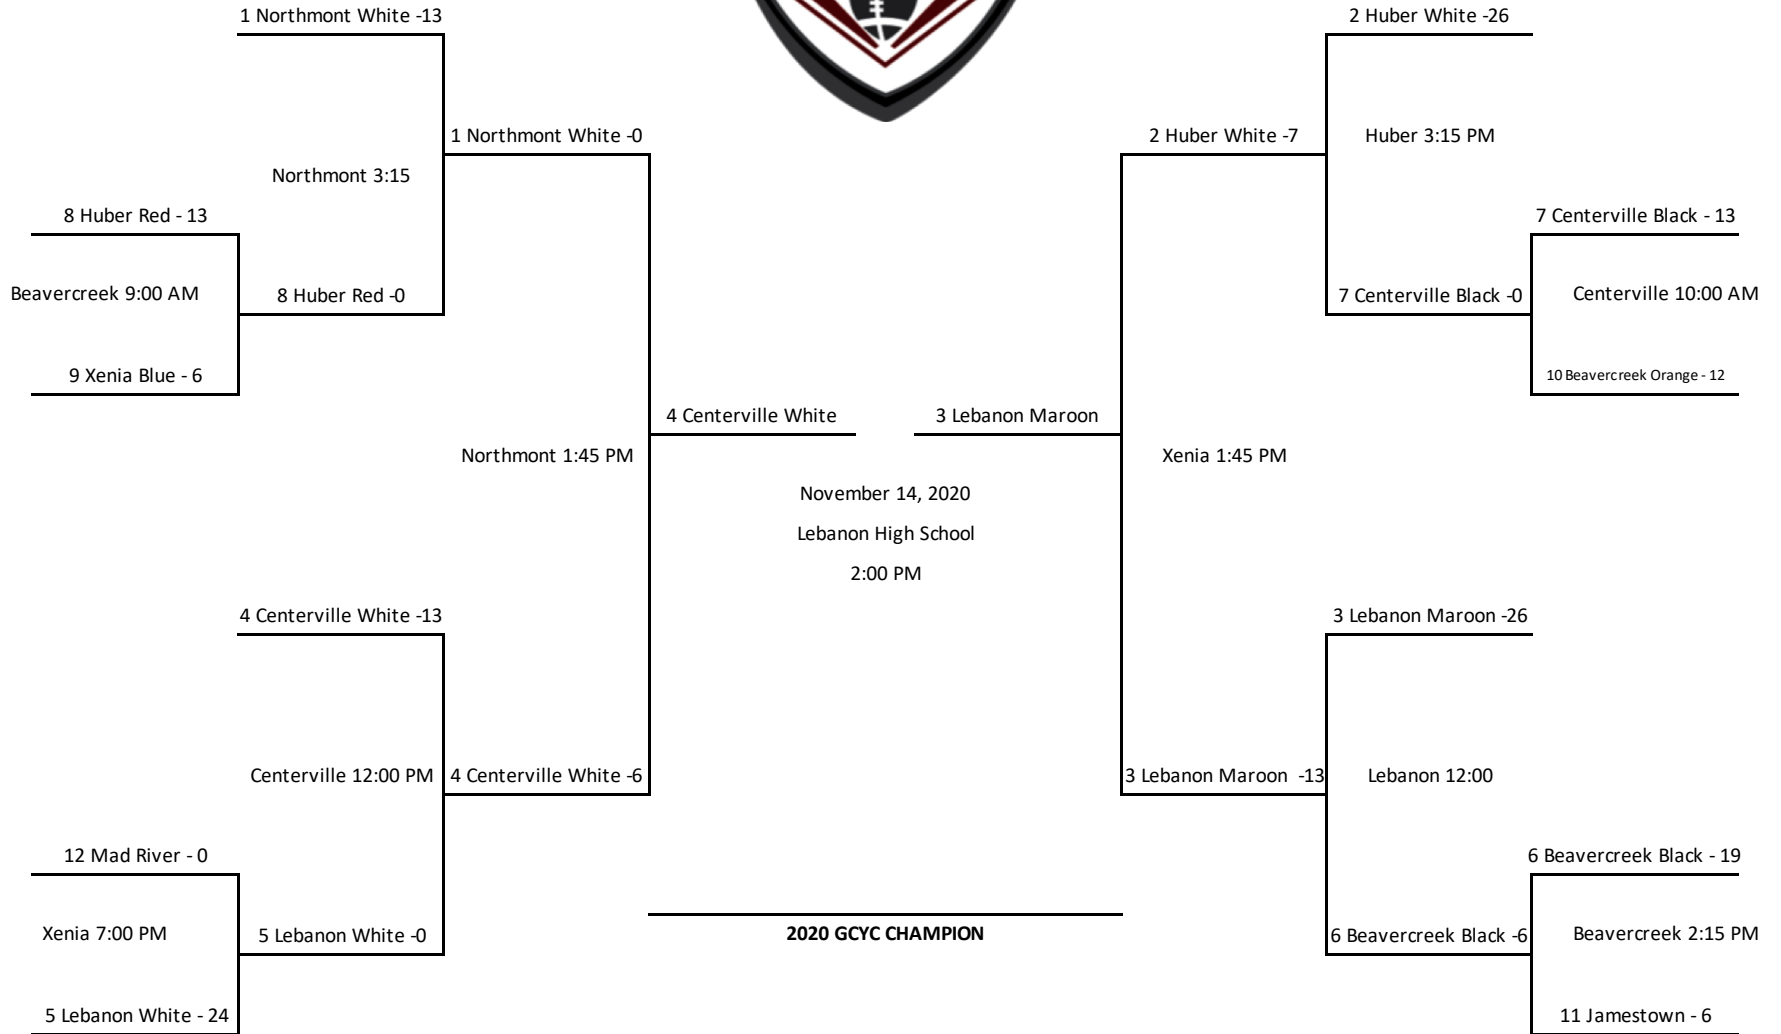 1 Northmont White -13
2 Huber White -26
1 Northmont White -0
2 Huber White -7
Huber 3:15 PM
Northmont 3:15
8 Huber Red - 13
7 Centerville Black - 13
Beavercreek 9:00 AM
8 Huber Red -0
7 Centerville Black -0
Centerville 10:00 AM
9 Xenia Blue - 6
10 Beavercreek Orange - 12
4 Centerville White
3 Lebanon Maroon
Northmont 1:45 PM
Xenia 1:45 PM
November 14, 2020
Lebanon High School
2:00 PM
4 Centerville White -13
3 Lebanon Maroon -26
Centerville 12:00 PM
4 Centerville White -6
3 Lebanon Maroon  -13
Lebanon 12:00
12 Mad River - 0
6 Beavercreek Black - 19
Xenia 7:00 PM
5 Lebanon White -0
2020 GCYC CHAMPION
6 Beavercreek Black -6
Beavercreek 2:15 PM
5 Lebanon White - 24
11 Jamestown - 6